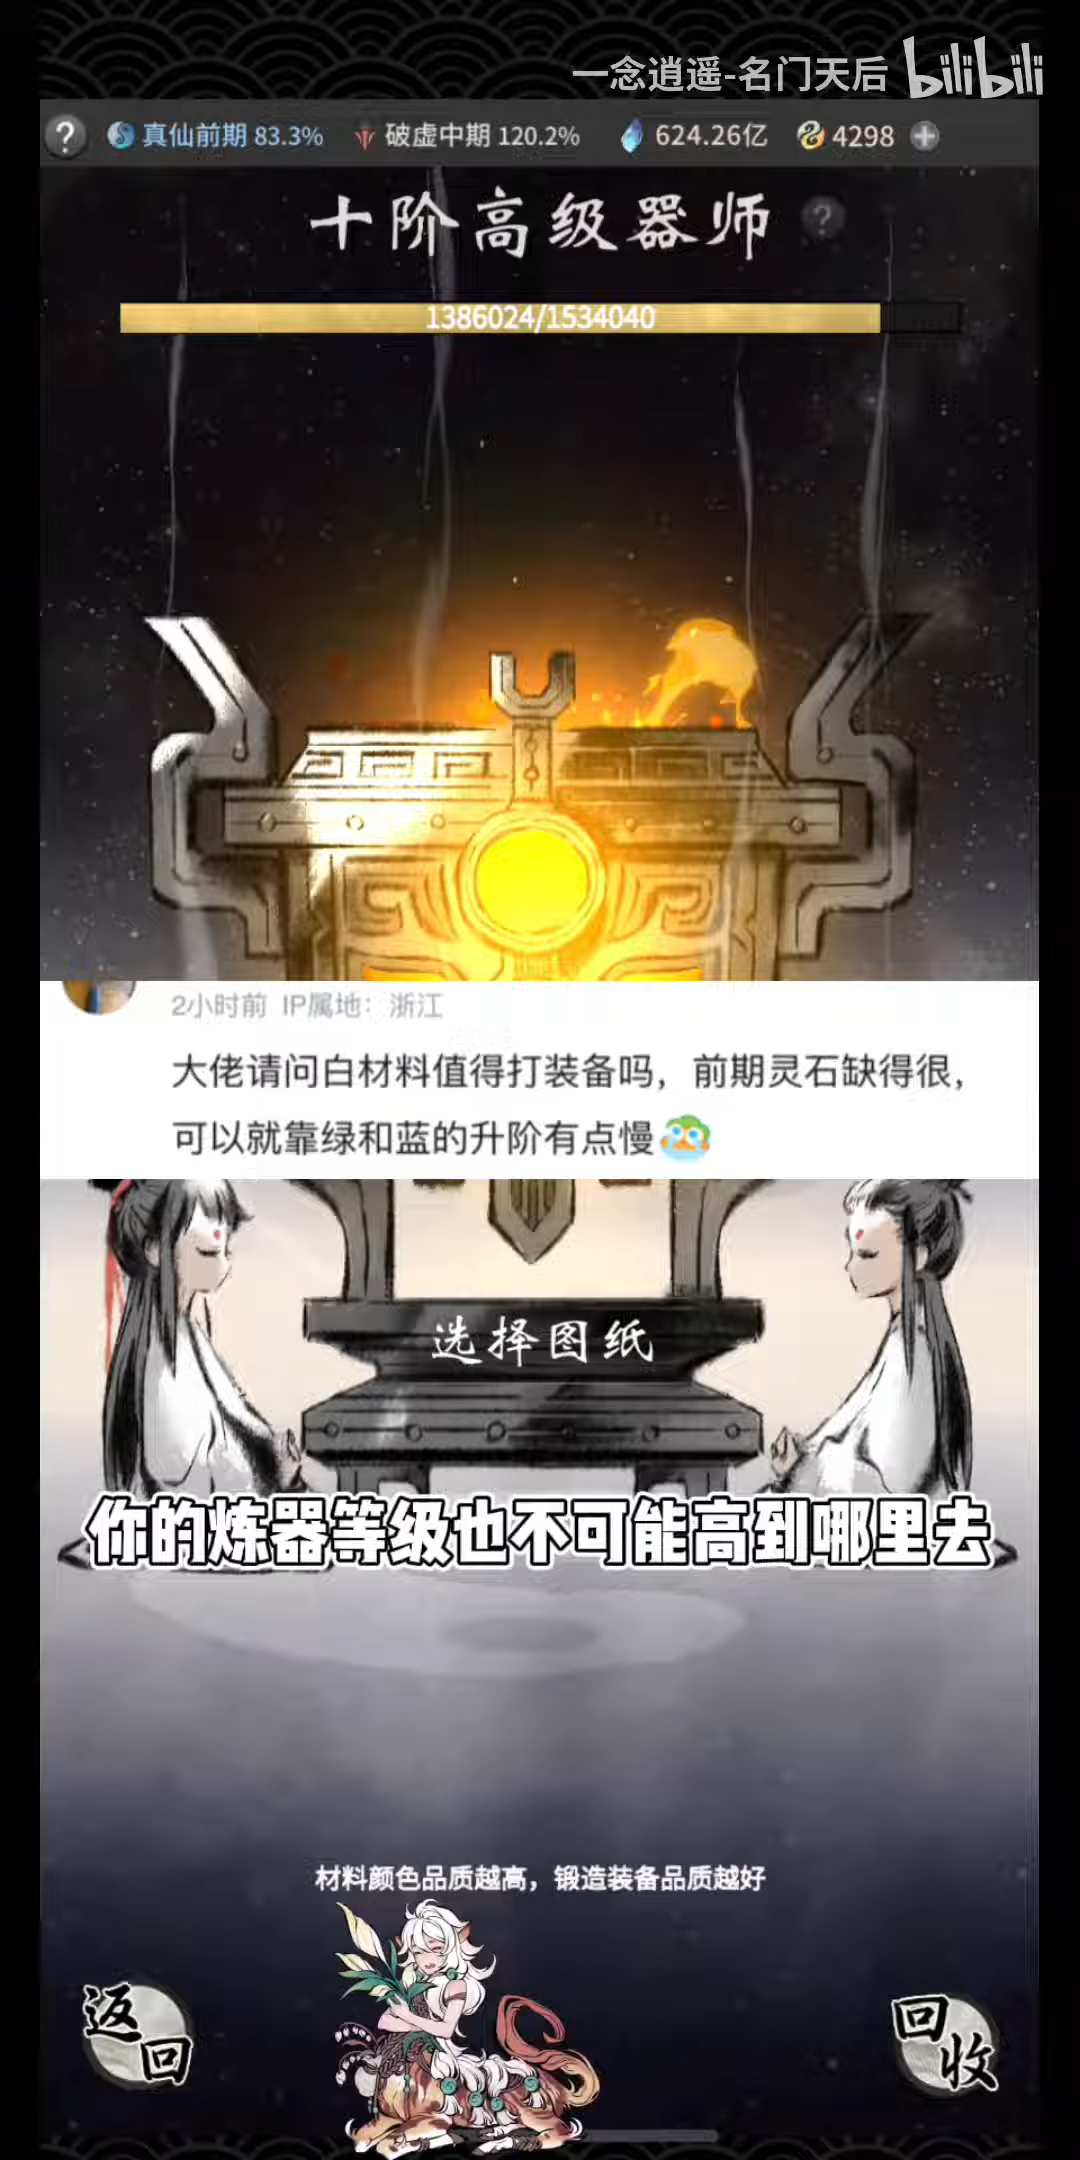 一念逍遥-名门天后 bilibili
? 真仙前期 83.3% 破虚中期 120.2% 624.26亿 4298 +
十阶高级器师 ?
1386024/1534040
2小时前 IP属地：浙江
大佬请问白材料值得打装备吗，前期灵石缺得很，
可以就靠绿和蓝的升阶有点慢
选择图纸
你的炼器等级也不可能高到哪里去
材料颜色品质越高，锻造装备品质越好
返回
回收